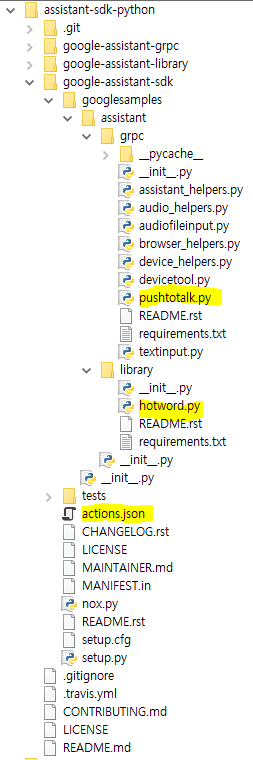 assistant-sdk-python
.git
google-assistant-grpc
google-assistant-library
google-assistant-sdk
googlesamples
assistant
grpc
__pycache__
__init__.py
assistant_helpers.py
audio_helpers.py
audiofileinput.py
browser_helpers.py
device_helpers.py
devicetool.py
pushtotalk.py
README.rst
requirements.txt
textinput.py
library
__init__.py
hotword.py
README.rst
requirements.txt
__init__.py
__init__.py
tests
actions.json
CHANGELOG.rst
LICENSE
MAINTAINER.md
MANIFEST.in
nox.py
README.rst
setup.cfg
setup.py
.gitignore
.travis.yml
CONTRIBUTING.md
LICENSE
README.md